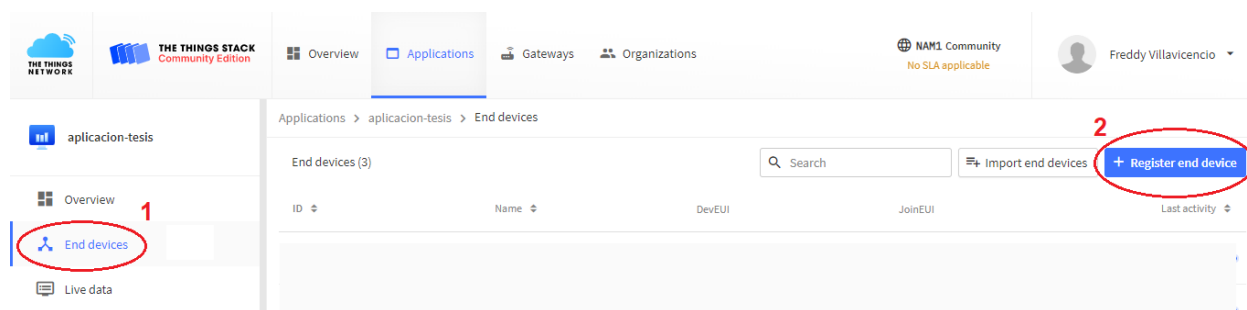 THE THINGS
NETWORK
THE THINGS STACK
Community Edition
Overview
Applications
Gateways
Organizations
NAM1 Community
No SLA applicable
Freddy Villavicencio
aplicacion-tesis
Applications > aplicacion-tesis > End devices
2
End devices (3)
Search
Import end devices
+ Register end device
Overview
1
ID
Name
DevEUI
JoinEUI
Last activity
End devices
Live data